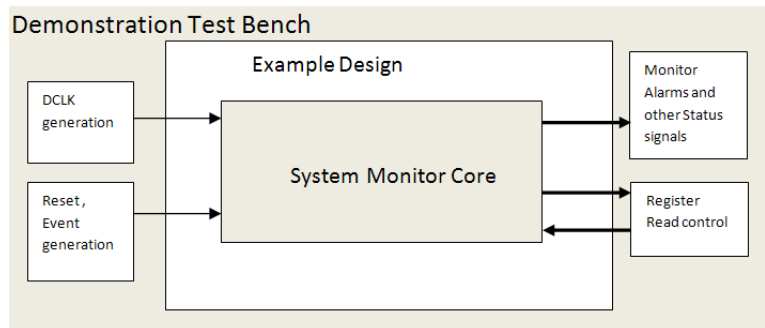 Demonstration Test Bench
Example Design
DCLK
generation
Reset ,
Event
generation
System Monitor Core
Monitor
Alarms and
other Status
signals
Register
Read control